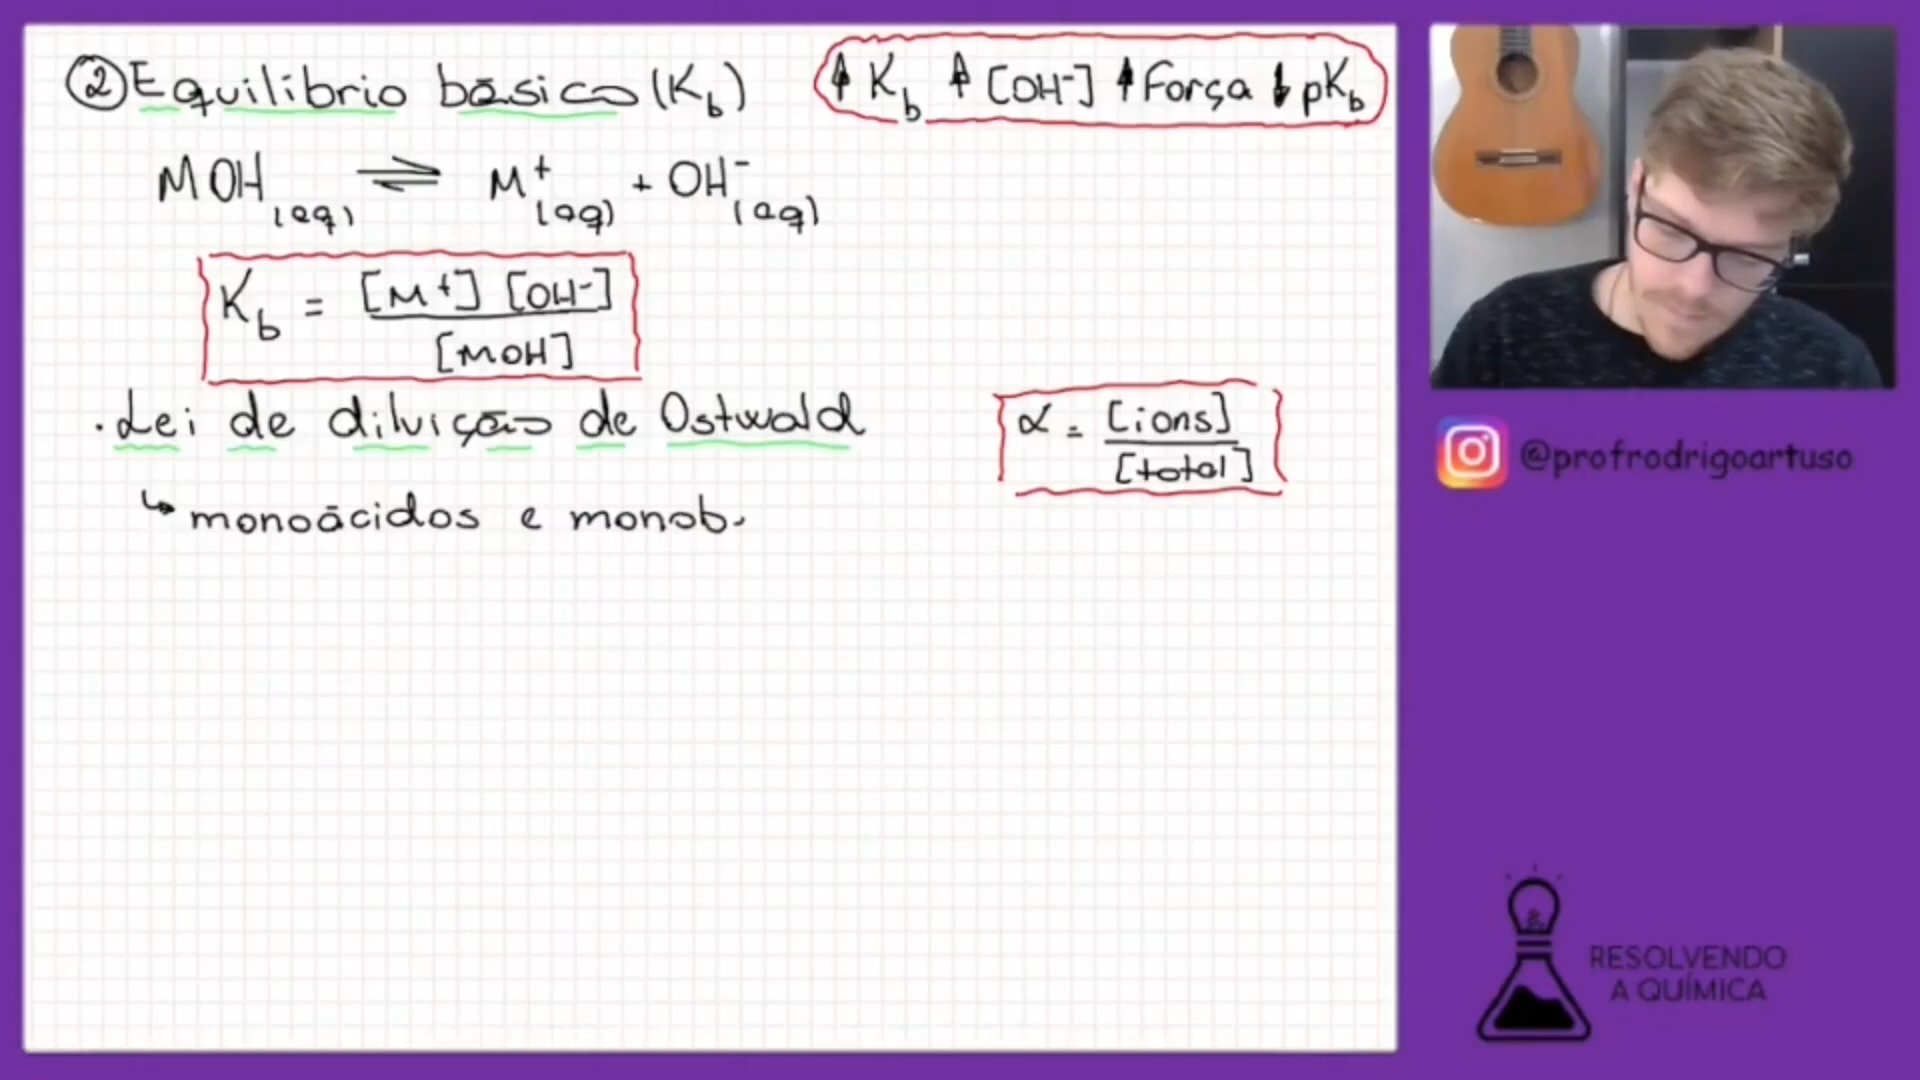 ② Equilíbrio básico (Kb)
↑ Kb ↑ [OH-] ↑ Força ↓ pKb
MOH(aq) ⇌ M+(aq) + OH-(aq)
Kb = [M+] [OH-]
[MOH]
. Lei de diluição de Ostwald
α = [ions]
[total]
↳ monoácidos e monob.
@profrodrigoartuso
RESOLVENDO
A QUÍMICA